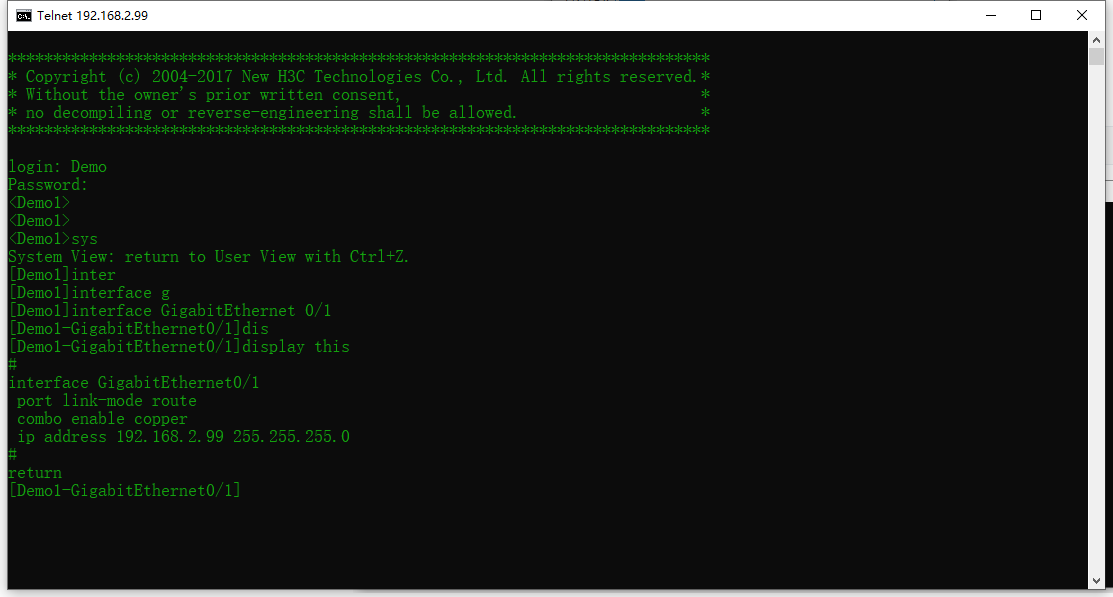 Telnet 192.168.2.99
******************************************************************************
* Copyright (c) 2004-2017 New H3C Technologies Co., Ltd. All rights reserved.*
* Without the owner's prior written consent,                                 *
* no decompiling or reverse-engineering shall be allowed.                    *
******************************************************************************
login: Demo
Password:
<Demo1>
<Demo1>
<Demo1>sys
System View: return to User View with Ctrl+Z.
[Demo1]inter
[Demo1]interface g
[Demo1]interface GigabitEthernet 0/1
[Demo1-GigabitEthernet0/1]dis
[Demo1-GigabitEthernet0/1]display this
#
interface GigabitEthernet0/1
 port link-mode route
 combo enable copper
 ip address 192.168.2.99 255.255.255.0
#
return
[Demo1-GigabitEthernet0/1]